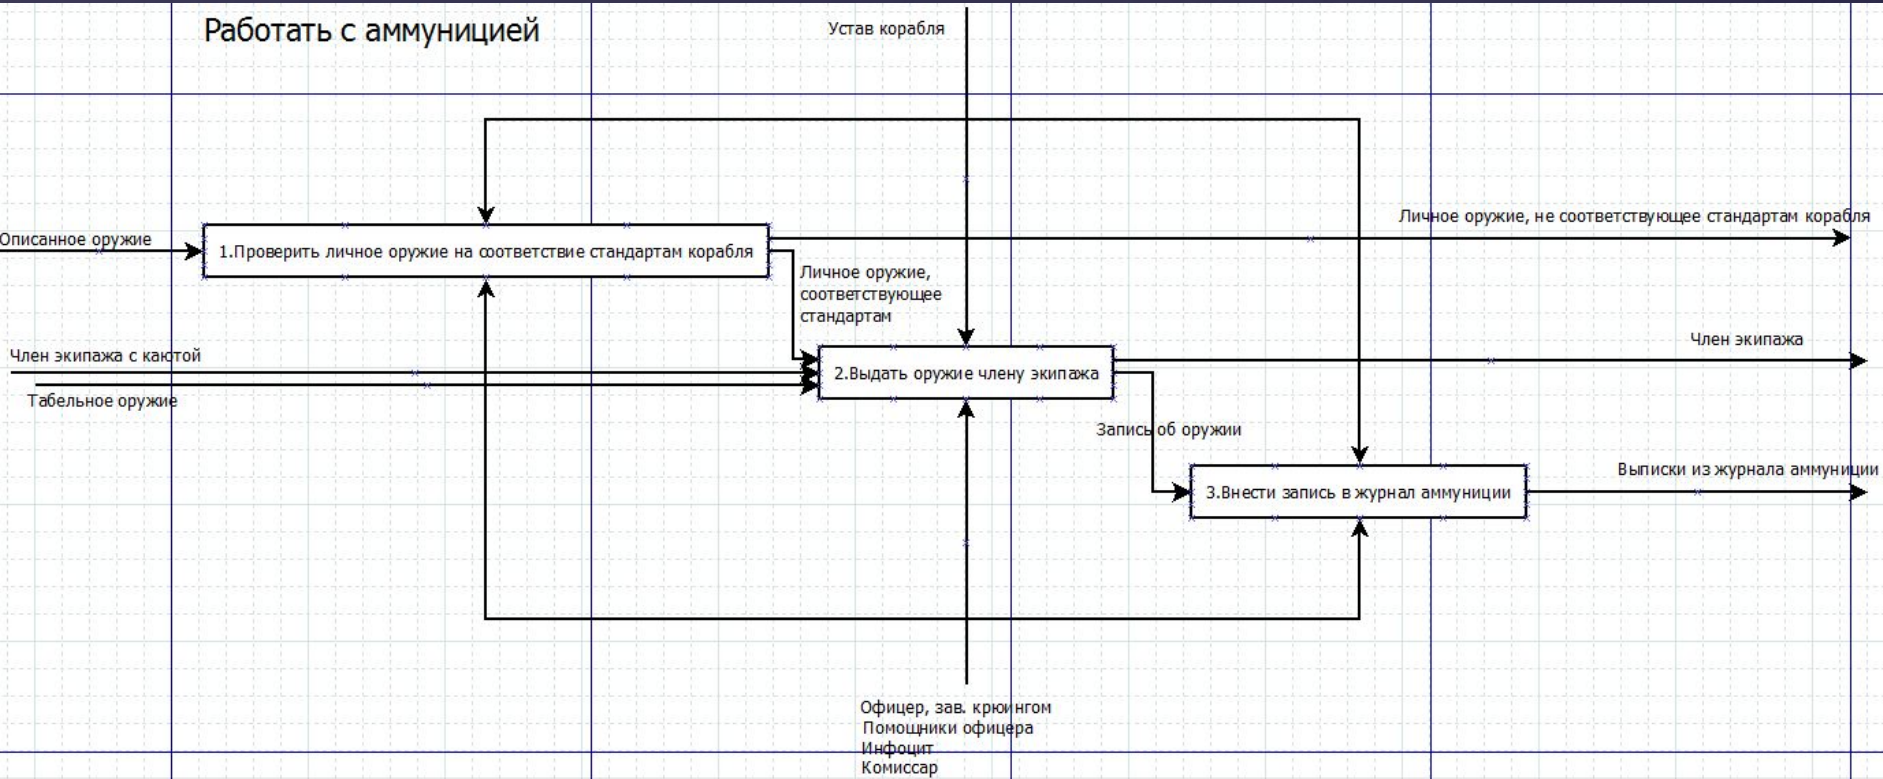 Работать с аммуницией
Устав корабля
Личное оружие, не соответствующее стандартам корабля
Описанное оружие
1.Проверить личное оружие на соответствие стандартам корабля
Личное оружие,
соответствующее
стандартам
Член экипажа
Член экипажа с каютой
2.Выдать оружие члену экипажа
Табельное оружие
Запись об оружии
Выписки из журнала аммуниции
3.Внести запись в журнал аммуниции
Офицер, зав. крюингом
Помощники офицера
Инфоцит
Комиссар